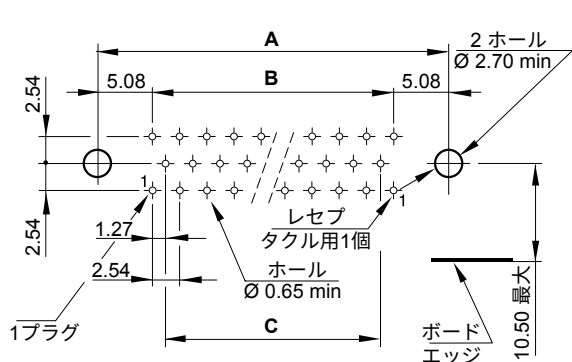 A
2 ホール
Ø 2.70 min
5.08
B
5.08
2.54
1
1
2.54
レセプ
タクル用1個
1.27
ホール
Ø 0.65 min
2.54
1プラグ
C
ボード
エッジ
10.50 最大